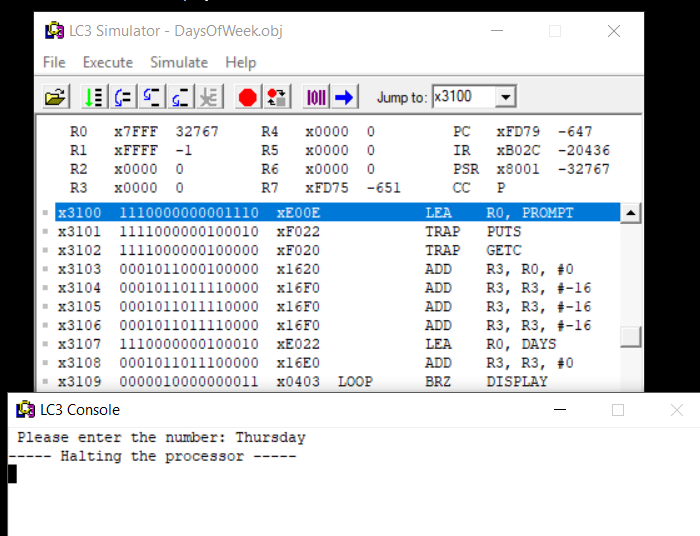 LC3 Simulator - DaysOfWeek.obj
File Execute Simulate Help
Jump to: x3100
R0 x7FFF 32767 R4 x0000 0 PC xFD79 -647
R1 xFFFF -1 R5 x0000 0 IR xB02C -20436
R2 x0000 0 R6 x0000 0 PSR x8001 -32767
R3 x0000 0 R7 xFD75 -651 CC P
x3100 1110000000001110 xE00E LEA R0, PROMPT
x3101 1111000000100010 xF022 TRAP PUTS
x3102 1111000000100000 xF020 TRAP GETC
x3103 0001011000100000 x1620 ADD R3, R0, #0
x3104 0001011011110000 x16F0 ADD R3, R3, #-16
x3105 0001011011110000 x16F0 ADD R3, R3, #-16
x3106 0001011011110000 x16F0 ADD R3, R3, #-16
x3107 1110000000100010 xE022 LEA R0, DAYS
x3108 0001011011100000 x16E0 ADD R3, R3, #0
x3109 0000010000000011 x0403 LOOP BRZ DISPLAY
LC3 Console
Please enter the number: Thursday
----- Halting the processor -----